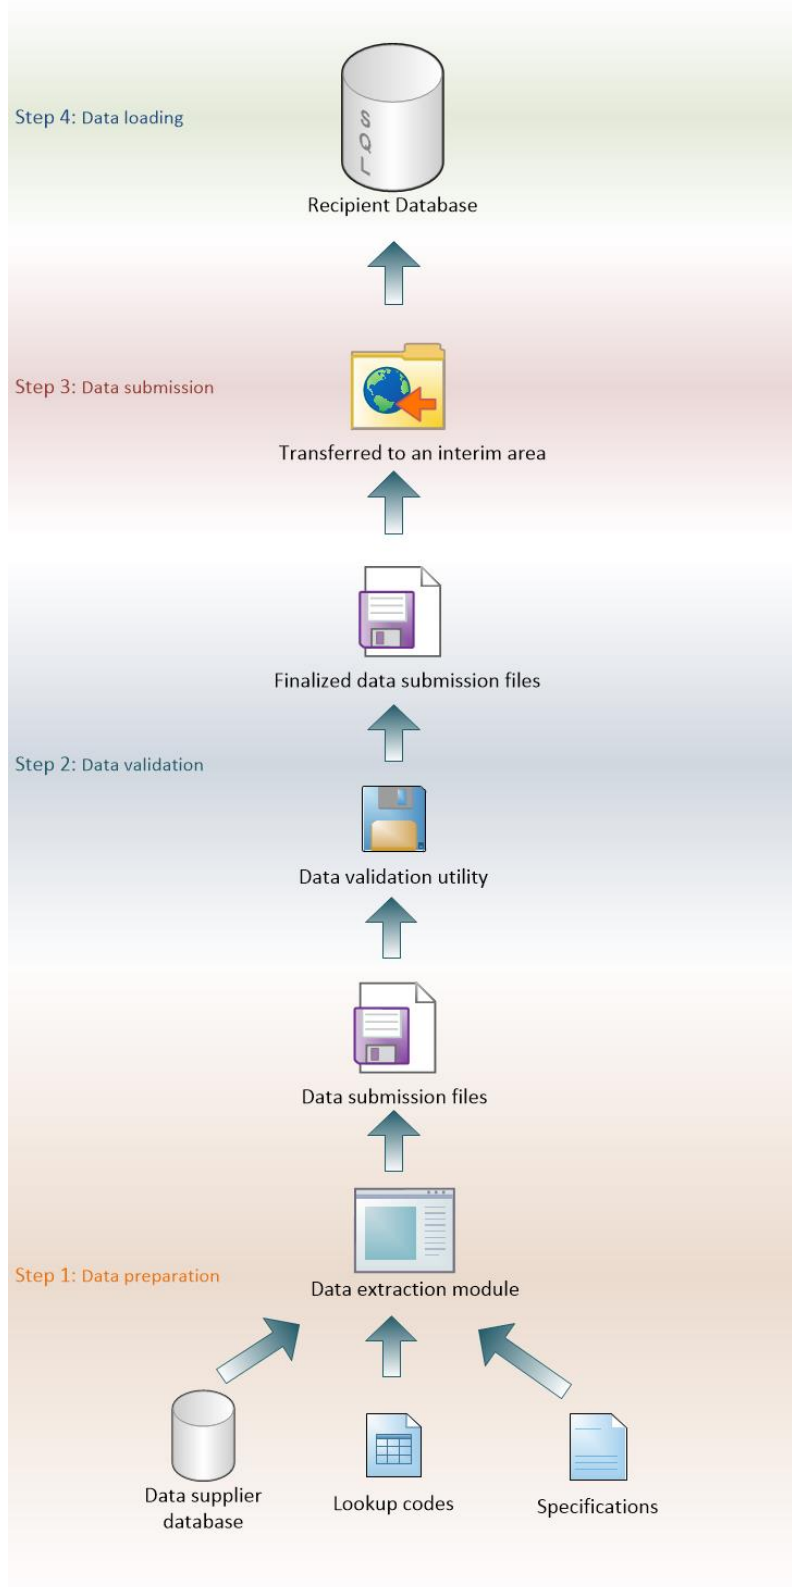 Step 4: Data loading
SQL
Recipient Database
Step 3: Data submission
Transferred to an interim area
Finalized data submission files
Step 2: Data validation
Data validation utility
Data submission files
Step 1: Data preparation
Data extraction module
Data supplier
database
Lookup codes
Specifications